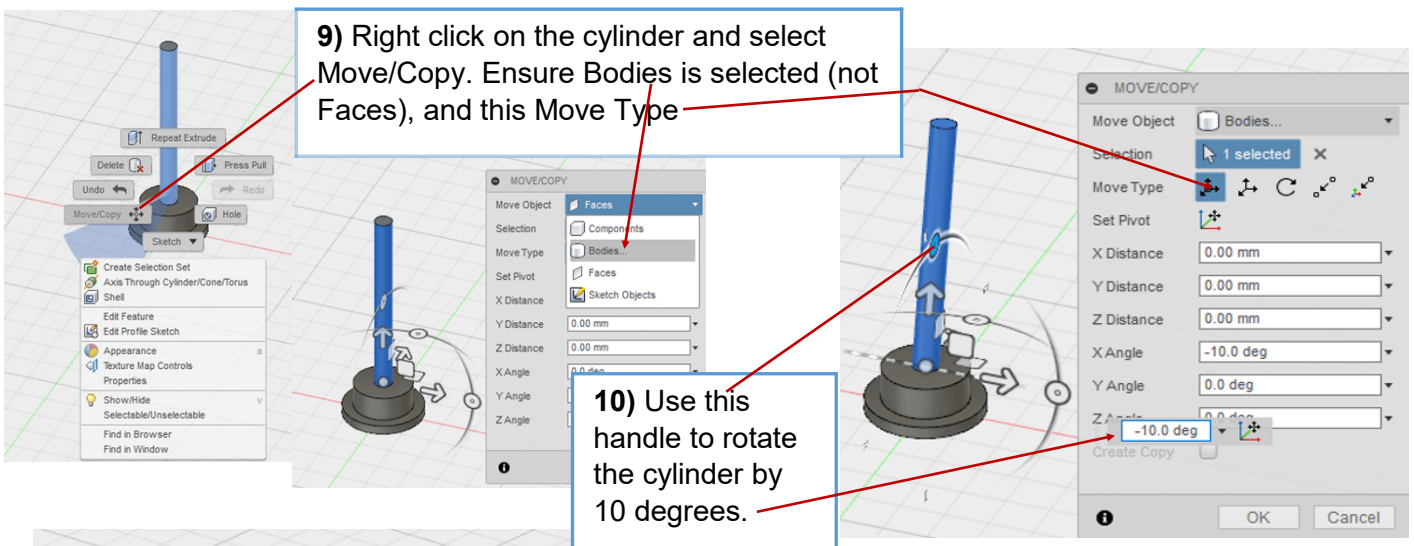 9) Right click on the cylinder and select
Move/Copy. Ensure Bodies is selected (not
Faces), and this Move Type
Repeat Extrude
Delete
Press Pull
Undo
Redo
Move/Copy
Hole
Sketch
Create Selection Set
Axis Through Cylinder/Cone/Torus
Shell
Edit Feature
Edit Profile Sketch
Appearance a
Texture Map Controls
Properties
Show/Hide v
Selectable/Unselectable
Find in Browser
Find in Window
MOVE/COPY
Move Object Faces
Selection Components
Move Type Bodies...
Set Pivot Faces
X Distance Sketch Objects
Y Distance 0.00 mm
Z Distance 0.00 mm
X Angle 0.0 deg
Y Angle
Z Angle
10) Use this
handle to rotate
the cylinder by
10 degrees.
MOVE/COPY
Move Object Bodies...
Selection 1 selected
Move Type
Set Pivot
X Distance 0.00 mm
Y Distance 0.00 mm
Z Distance 0.00 mm
X Angle -10.0 deg
Y Angle 0.0 deg
Z Angle 0.0 deg
-10.0 deg
Create Copy
OK Cancel